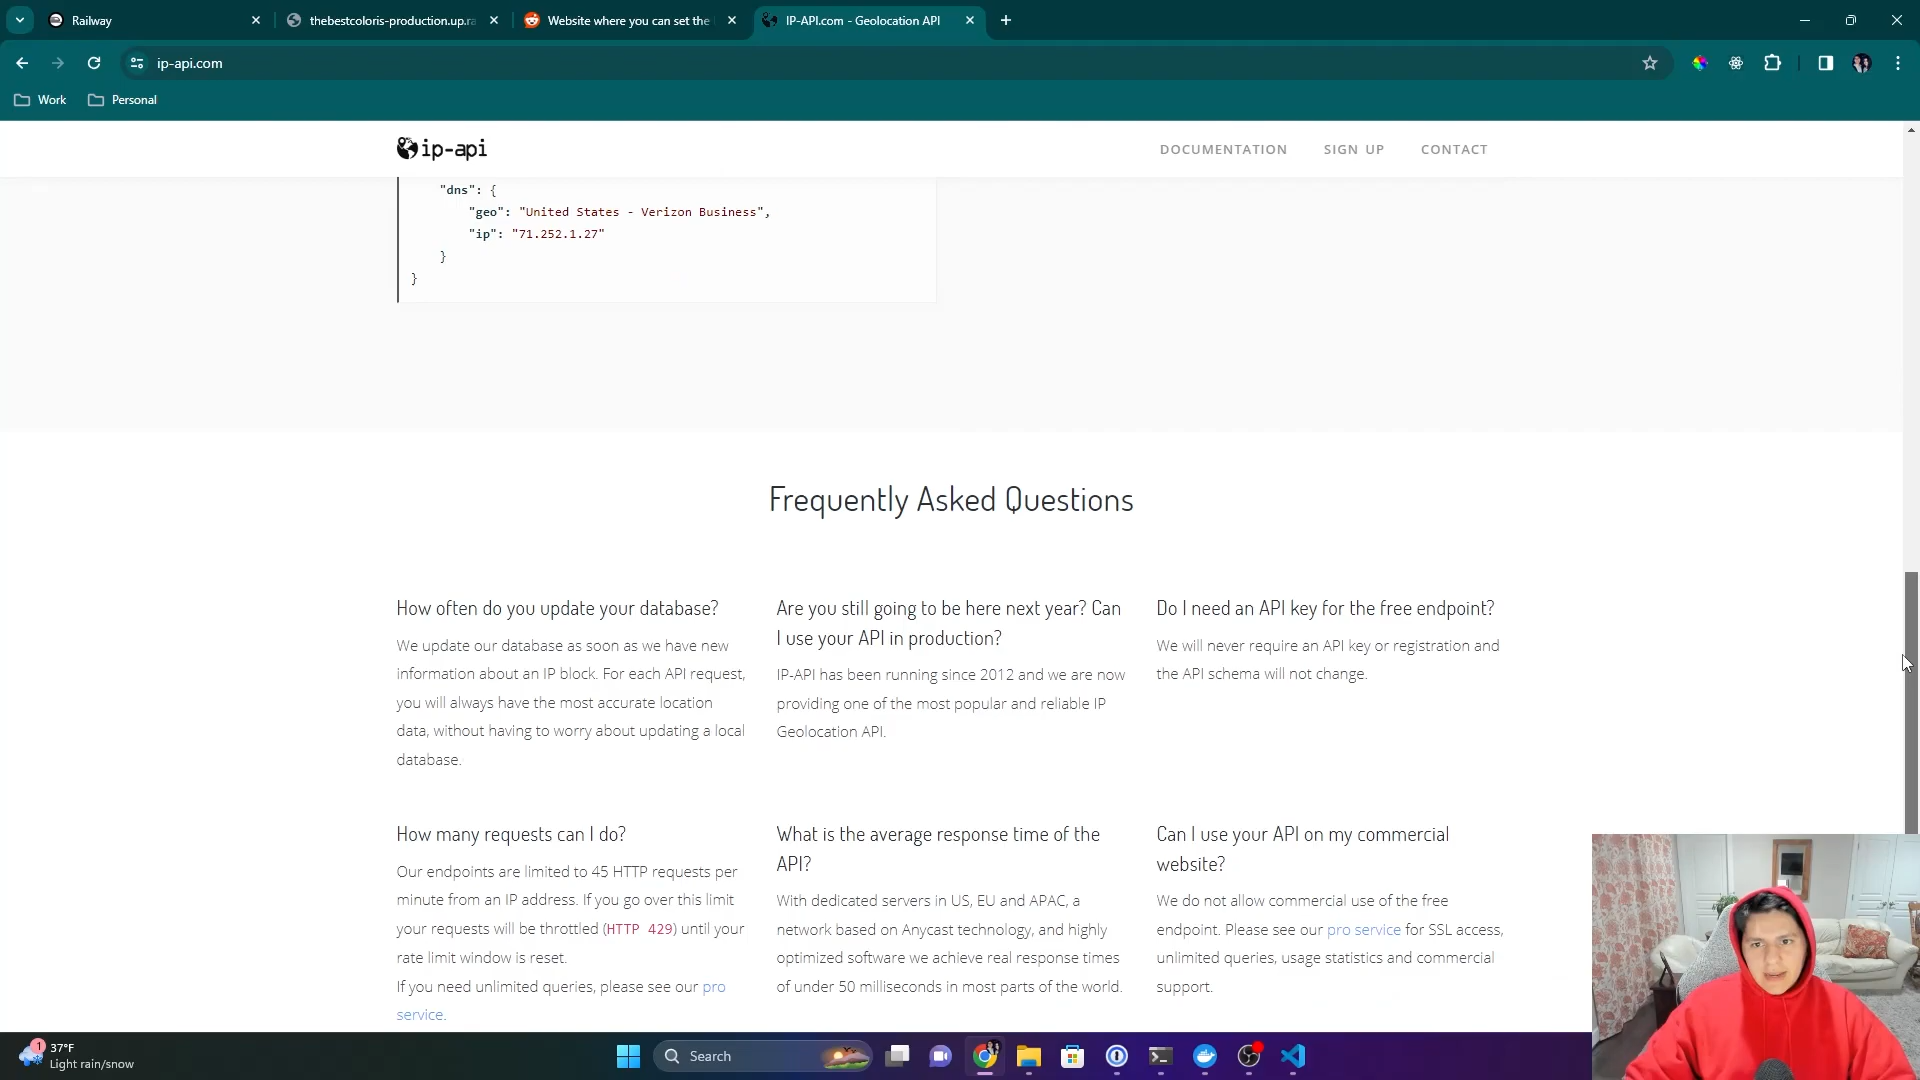 Railway
thebestcoloris-production.up.ra
Website where you can set the
IP-API.com - Geolocation API
ip-api.com
Work
Personal
ip-api
DOCUMENTATION
SIGN UP
CONTACT
"dns": {
"geo": "United States - Verizon Business",
"ip": "71.252.1.27"
}
}
Frequently Asked Questions
How often do you update your database?
We update our database as soon as we have new
information about an IP block. For each API request,
you will always have the most accurate location
data, without having to worry about updating a local
database.
Are you still going to be here next year? Can
I use your API in production?
IP-API has been running since 2012 and we are now
providing one of the most popular and reliable IP
Geolocation API.
Do I need an API key for the free endpoint?
We will never require an API key or registration and
the API schema will not change.
How many requests can I do?
Our endpoints are limited to 45 HTTP requests per
minute from an IP address. If you go over this limit
your requests will be throttled (HTTP 429) until your
rate limit window is reset.
If you need unlimited queries, please see our pro
service.
What is the average response time of the
API?
With dedicated servers in US, EU and APAC, a
network based on Anycast technology, and highly
optimized software we achieve real response times
of under 50 milliseconds in most parts of the world.
Can I use your API on my commercial
website?
We do not allow commercial use of the free
endpoint. Please see our pro service for SSL access,
unlimited queries, usage statistics and commercial
support.
1
37°F
Light rain/snow
Search